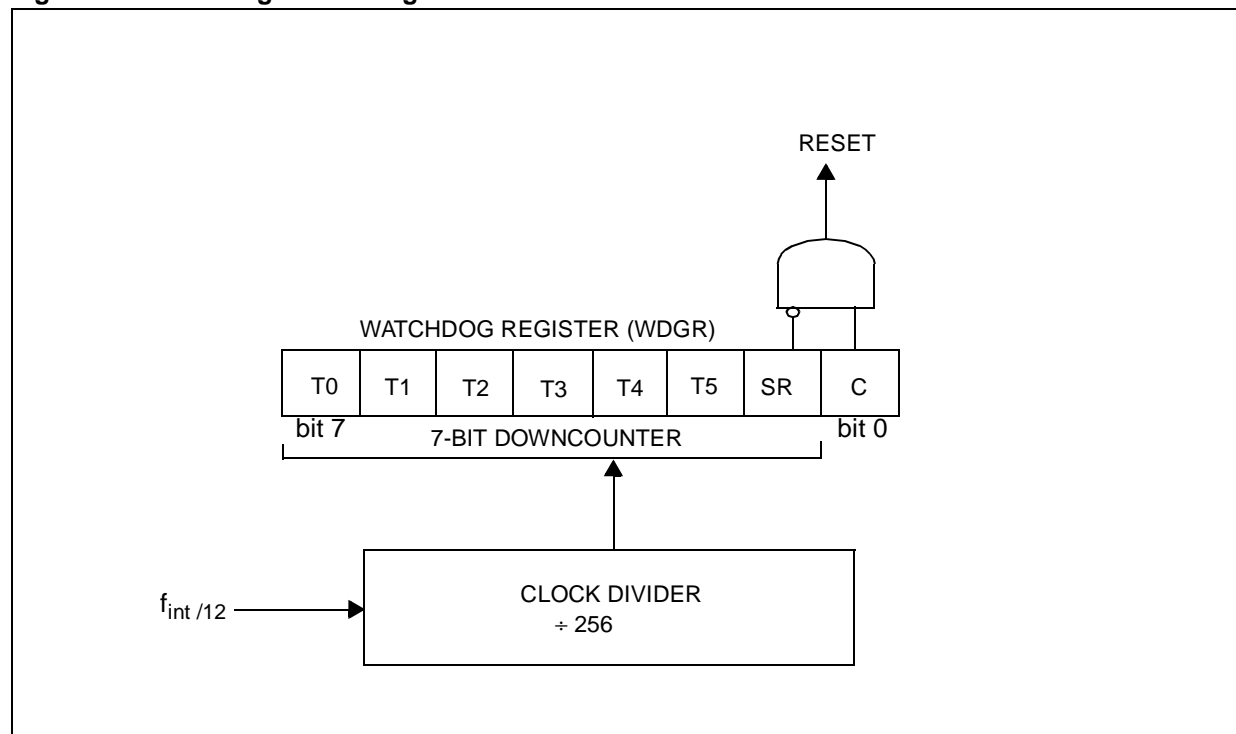 RESET
WATCHDOG REGISTER (WDGR)
T0 T1 T2 T3 T4 T5 SR C
bit 7 bit 0
7-BIT DOWNCOUNTER
fint /12
CLOCK DIVIDER
÷ 256